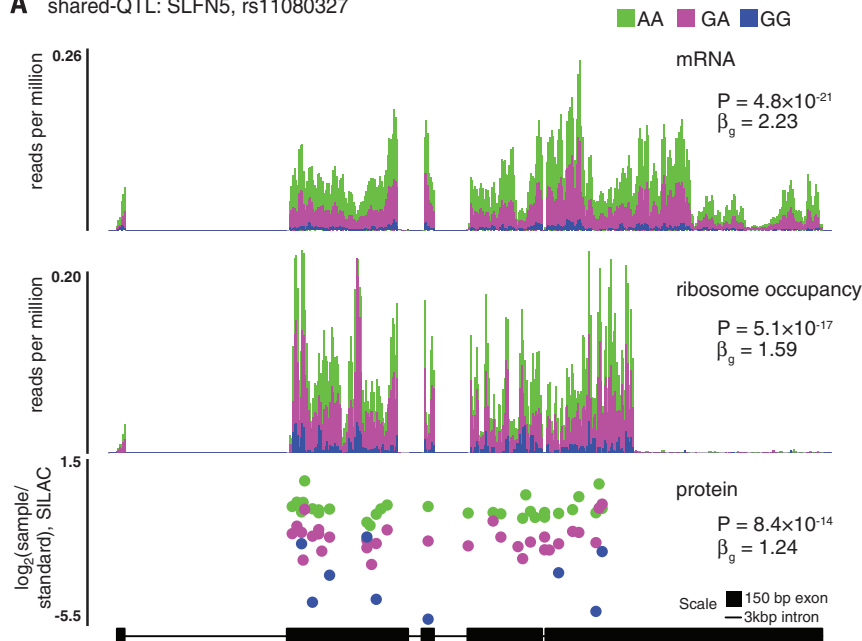 A shared-QTL: SLFN5, rs11080327
AA GA GG
0.26
reads per million
mRNA
P = 4.8×10⁻²¹
βg = 2.23
0.20
reads per million
ribosome occupancy
P = 5.1×10⁻¹⁷
βg = 1.59
1.5
log₂(sample/
standard), SILAC
protein
P = 8.4×10⁻¹⁴
βg = 1.24
-5.5
Scale 150 bp exon
3kbp intron